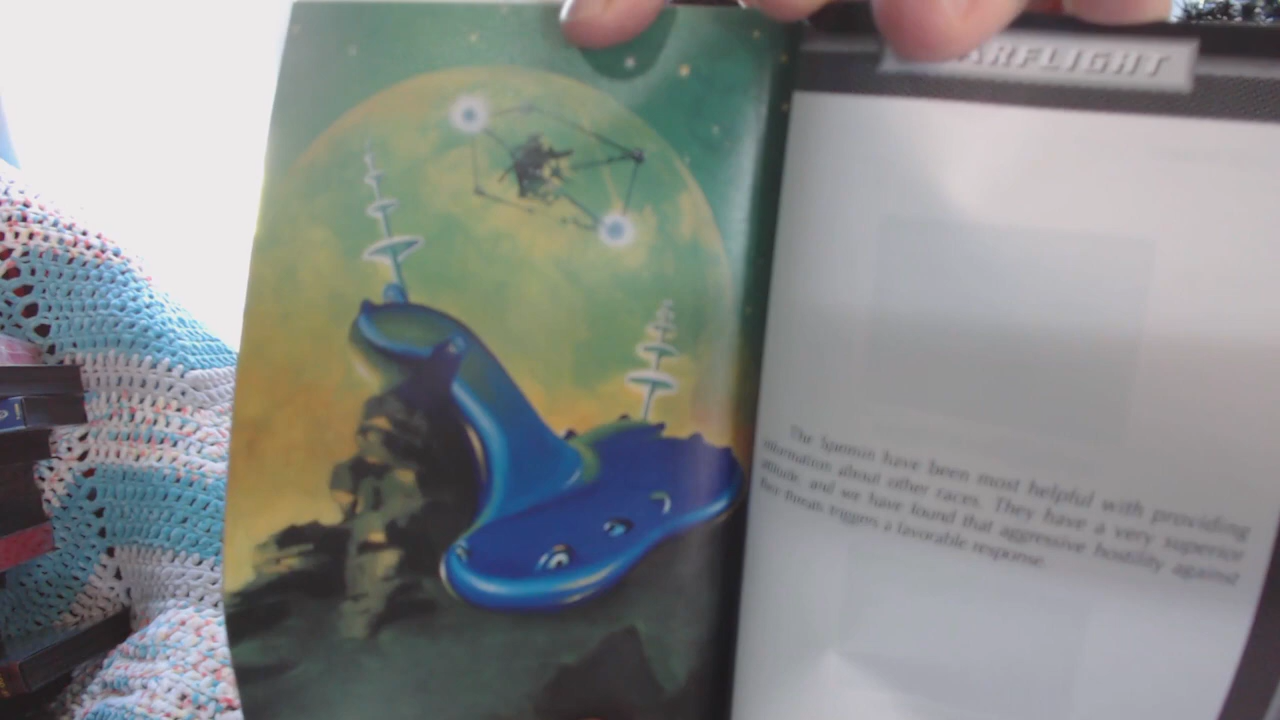 ARFLIGHT
The Spemin have been most helpful with providing
information about other races. They have a very superior
attitude, and we have found that aggressive hostility against
threats triggers a favorable response.